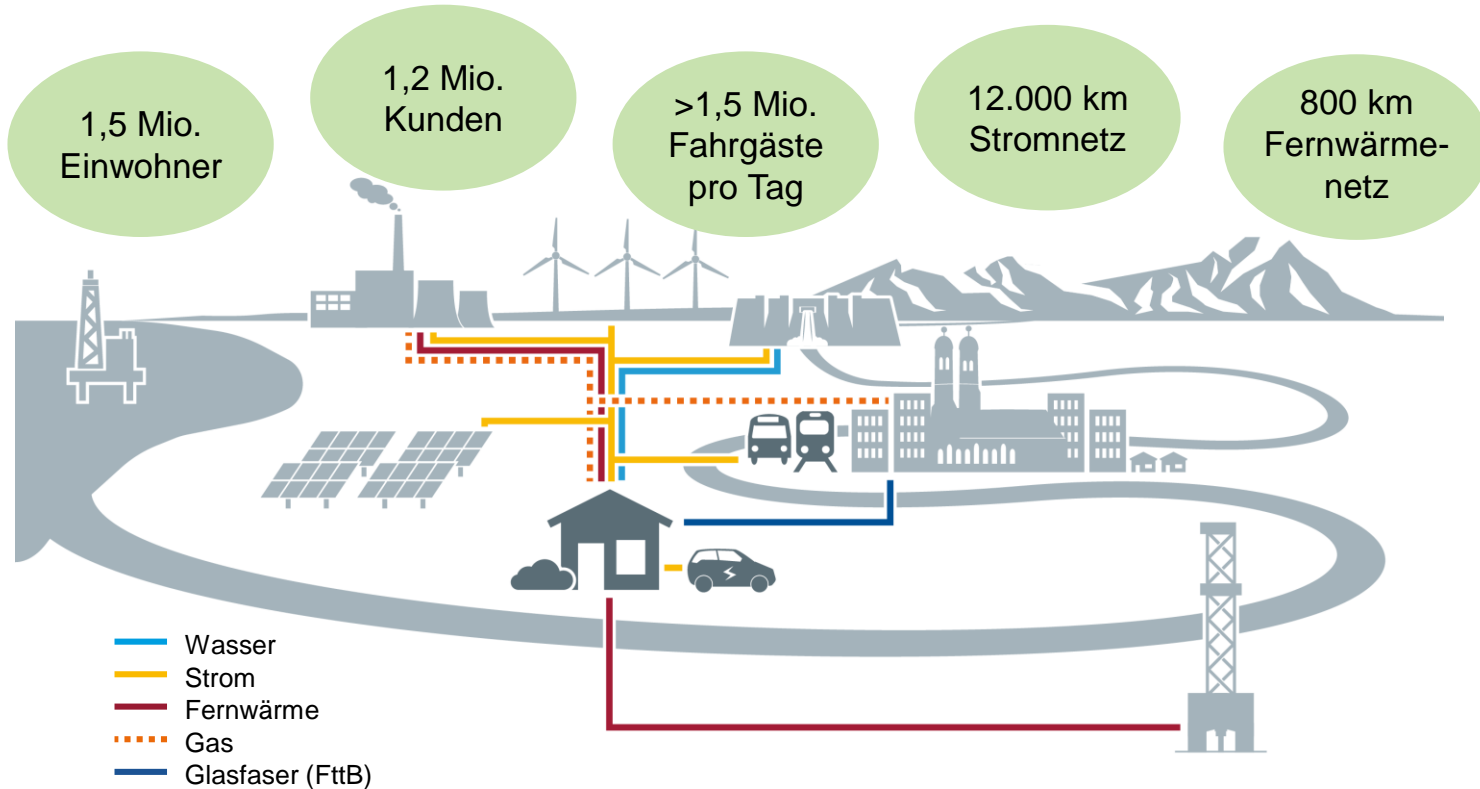 1,5 Mio.
Einwohner
1,2 Mio.
Kunden
>1,5 Mio.
Fahrgäste
pro Tag
12.000 km
Stromnetz
800 km
Fernwärme-
netz
Wasser
Strom
Fernwärme
Gas
Glasfaser (FttB)